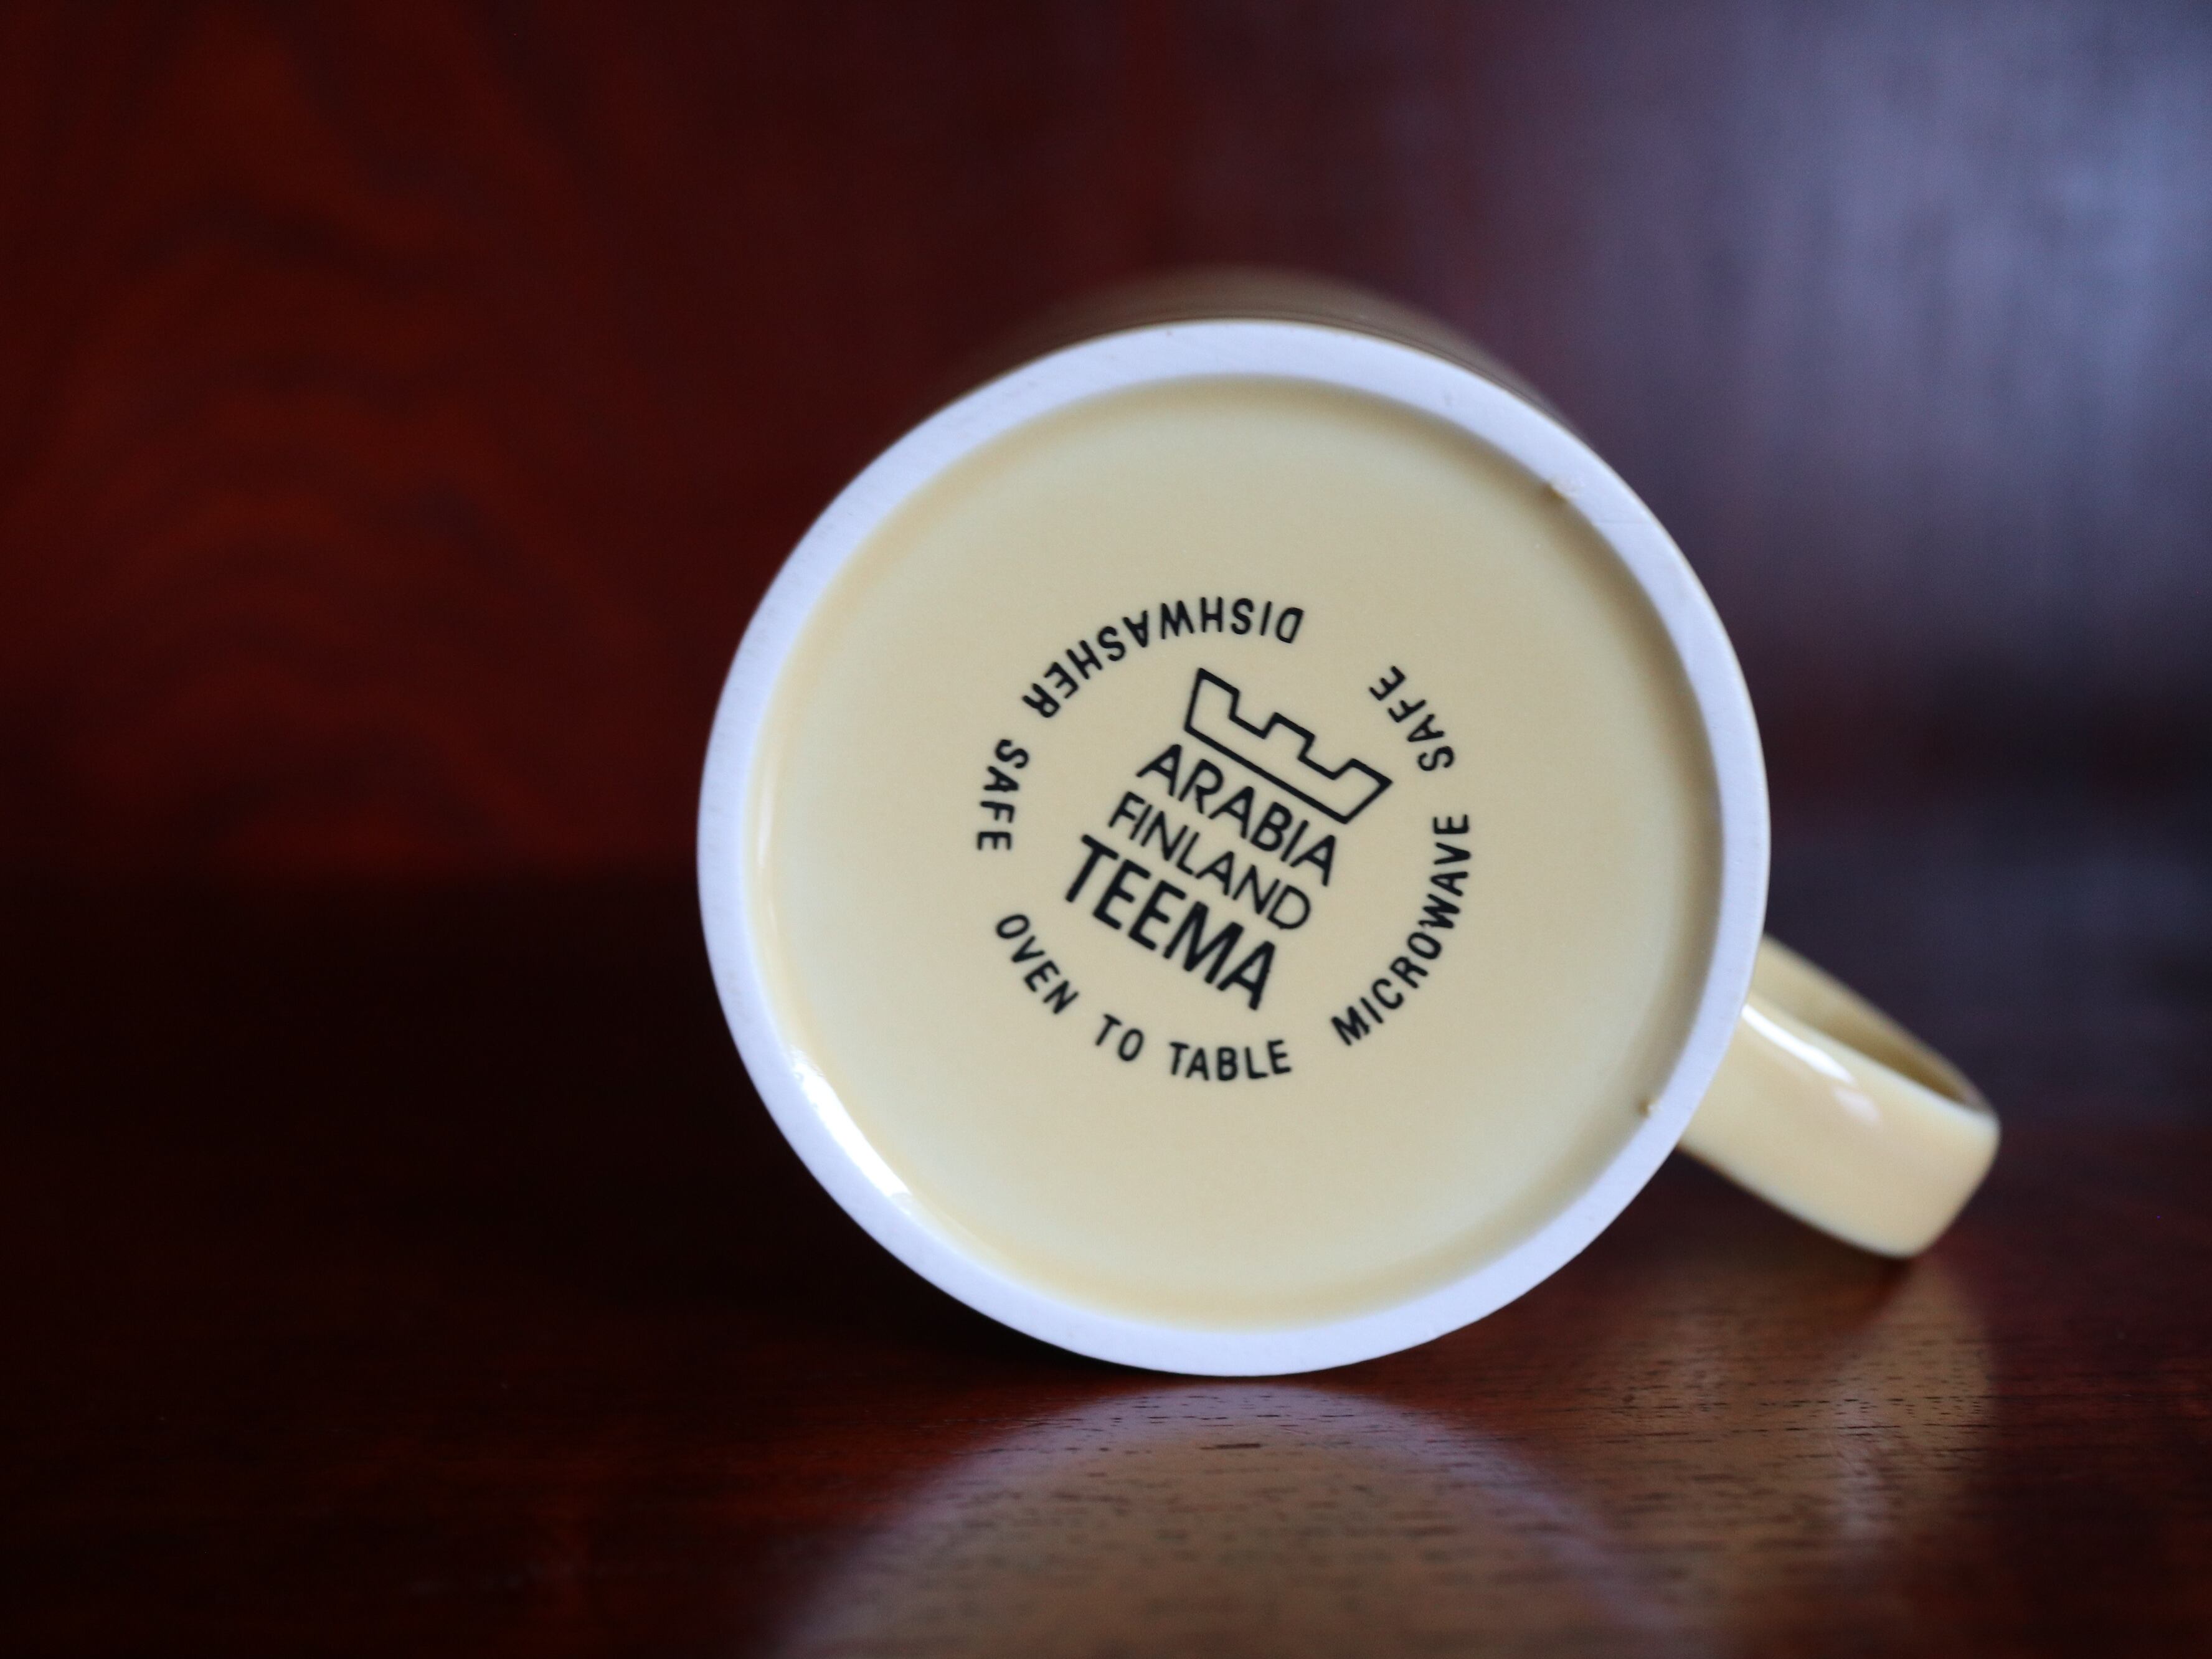 ARABIA
FINLAND
TEEMA
OVEN TO TABLE
MICROWAVE SAFE
DISHWASHER SAFE